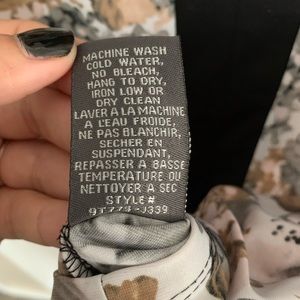 MACHINE WASH
COLD WATER,
NO BLEACH,
HANG TO DRY,
IRON LOW OR
DRY CLEAN
LAVER A LA MACHINE
A L'EAU FROIDE,
NE PAS BLANCHIR,
SECHER EN
SUSPENDANT,
REPASSER A BASSE
TEMPERATURE OU
NETTOYER A SEC
STYLE#